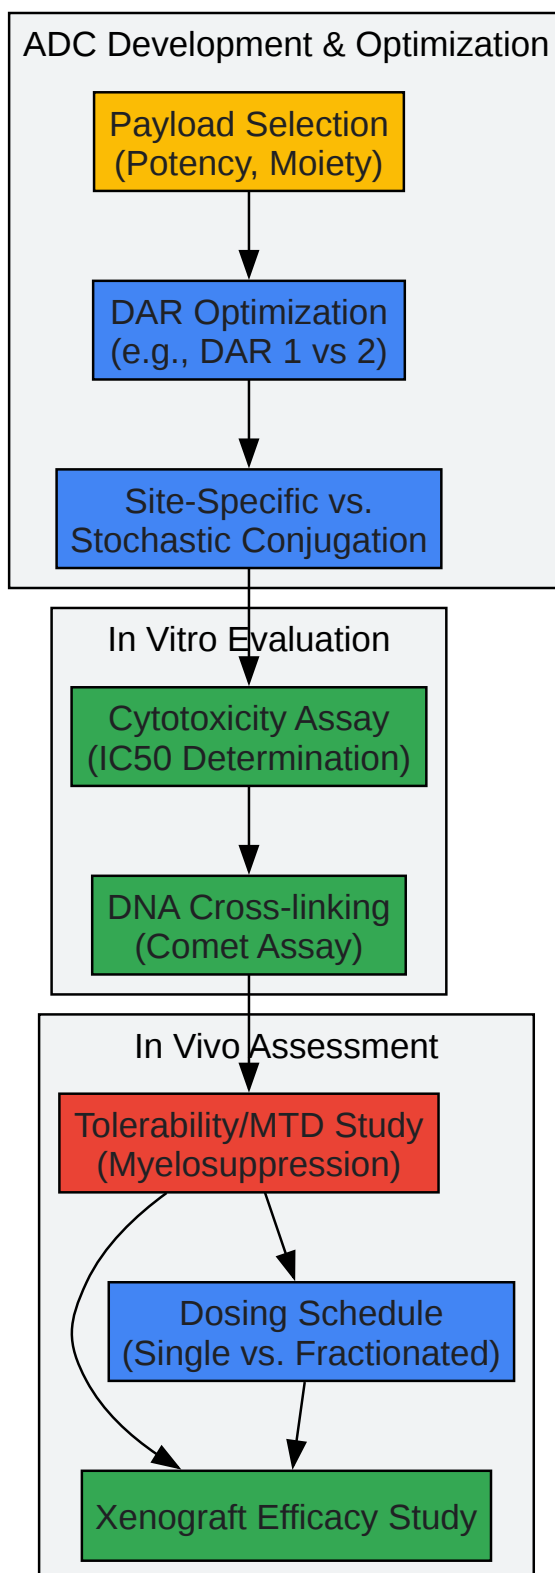 ADC Development & Optimization
Payload Selection
(Potency, Moiety)
DAR Optimization
(e.g., DAR 1 vs 2)
Site-Specific vs.
Stochastic Conjugation
In Vitro Evaluation
Cytotoxicity Assay
(IC50 Determination)
DNA Cross-linking
(Comet Assay)
In Vivo Assessment
Tolerability/MTD Study
(Myelosuppression)
Dosing Schedule
(Single vs. Fractionated)
Xenograft Efficacy Study